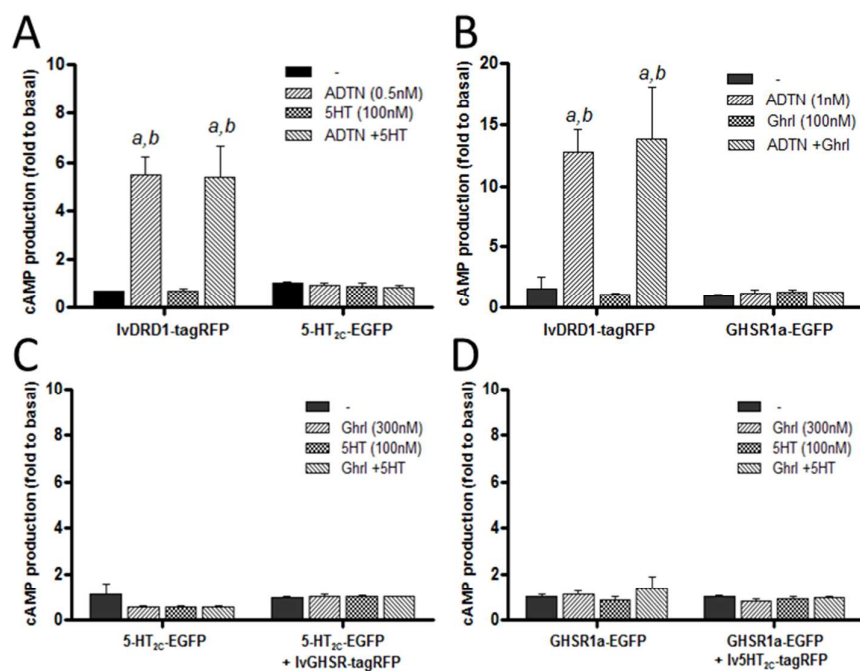 A
cAMP production (fold to basal)
10
8
6
4
2
0
-
ADTN (0.5nM)
5HT (100nM)
ADTN +5HT
a,b
a,b
lvDRD1-tagRFP
5-HT2C-EGFP
B
cAMP production (fold to basal)
20
15
10
5
0
-
ADTN (1nM)
Ghrl (100nM)
ADTN +Ghrl
a,b
a,b
lvDRD1-tagRFP
GHSR1a-EGFP
C
cAMP production (fold to basal)
10
8
6
4
2
0
-
Ghrl (300nM)
5HT (100nM)
Ghrl +5HT
5-HT2C-EGFP
5-HT2C-EGFP
+ lvGHSR-tagRFP
D
cAMP production (fold to basal)
10
8
6
4
2
0
-
Ghrl (300nM)
5HT (100nM)
Ghrl +5HT
GHSR1a-EGFP
GHSR1a-EGFP
+ lv5HT2C-tagRFP